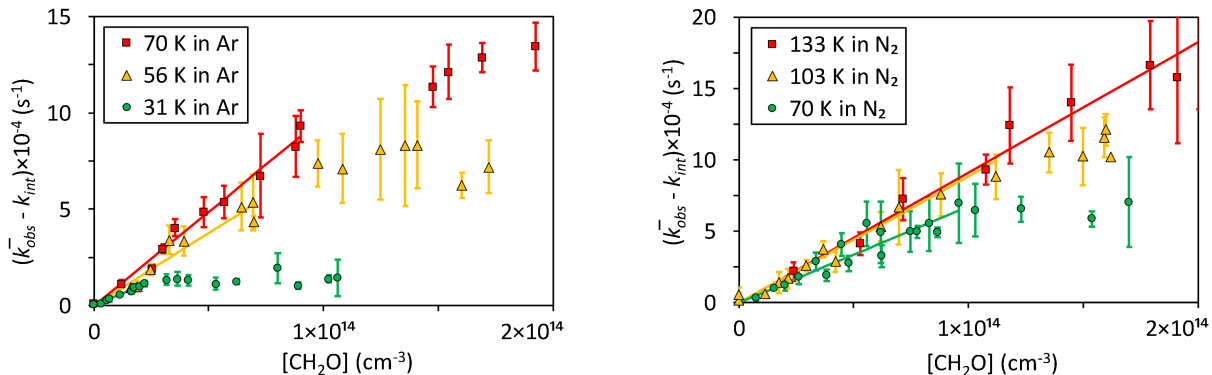 15
10
5
0
(k̅obs - kint)×10⁻⁴ (s⁻¹)
70 K in Ar
56 K in Ar
31 K in Ar
0
1×10¹⁴
2×10¹⁴
[CH₂O] (cm⁻³)
20
15
10
5
0
(k̅obs - kint)×10⁻⁴ (s⁻¹)
133 K in N₂
103 K in N₂
70 K in N₂
0
1×10¹⁴
2×10¹⁴
[CH₂O] (cm⁻³)